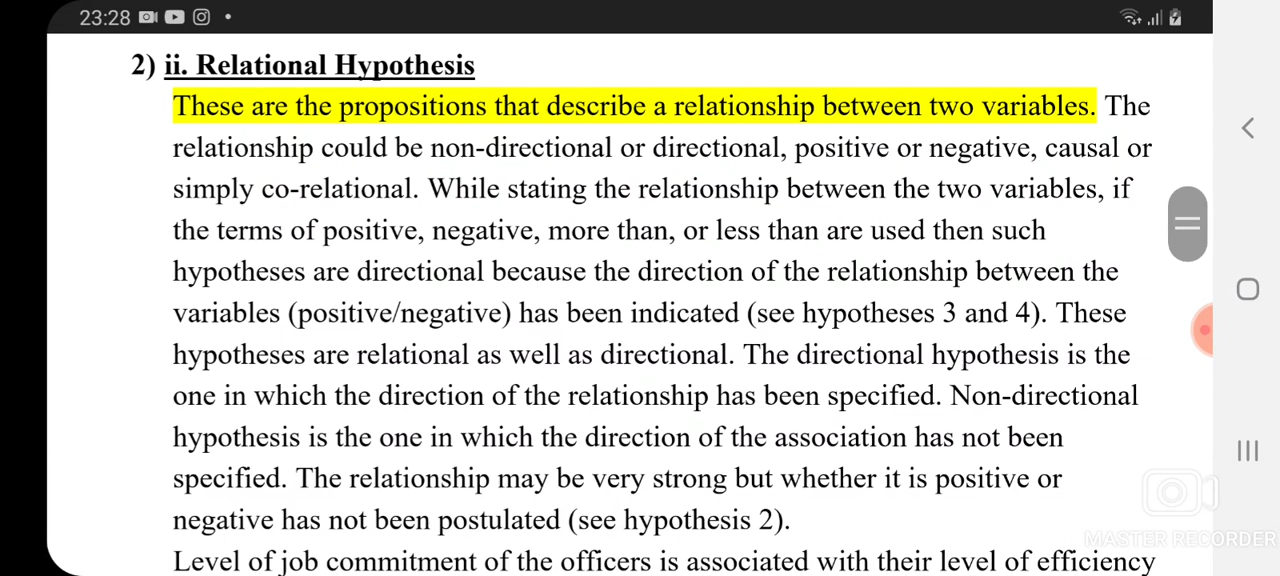 23:28
2) ii. Relational Hypothesis
These are the propositions that describe a relationship between two variables. The
relationship could be non-directional or directional, positive or negative, causal or
simply co-relational. While stating the relationship between the two variables, if
the terms of positive, negative, more than, or less than are used then such
hypotheses are directional because the direction of the relationship between the
variables (positive/negative) has been indicated (see hypotheses 3 and 4). These
hypotheses are relational as well as directional. The directional hypothesis is the
one in which the direction of the relationship has been specified. Non-directional
hypothesis is the one in which the direction of the association has not been
specified. The relationship may be very strong but whether it is positive or
negative has not been postulated (see hypothesis 2).
Level of job commitment of the officers is associated with their level of efficiency
MASTER RECORDER